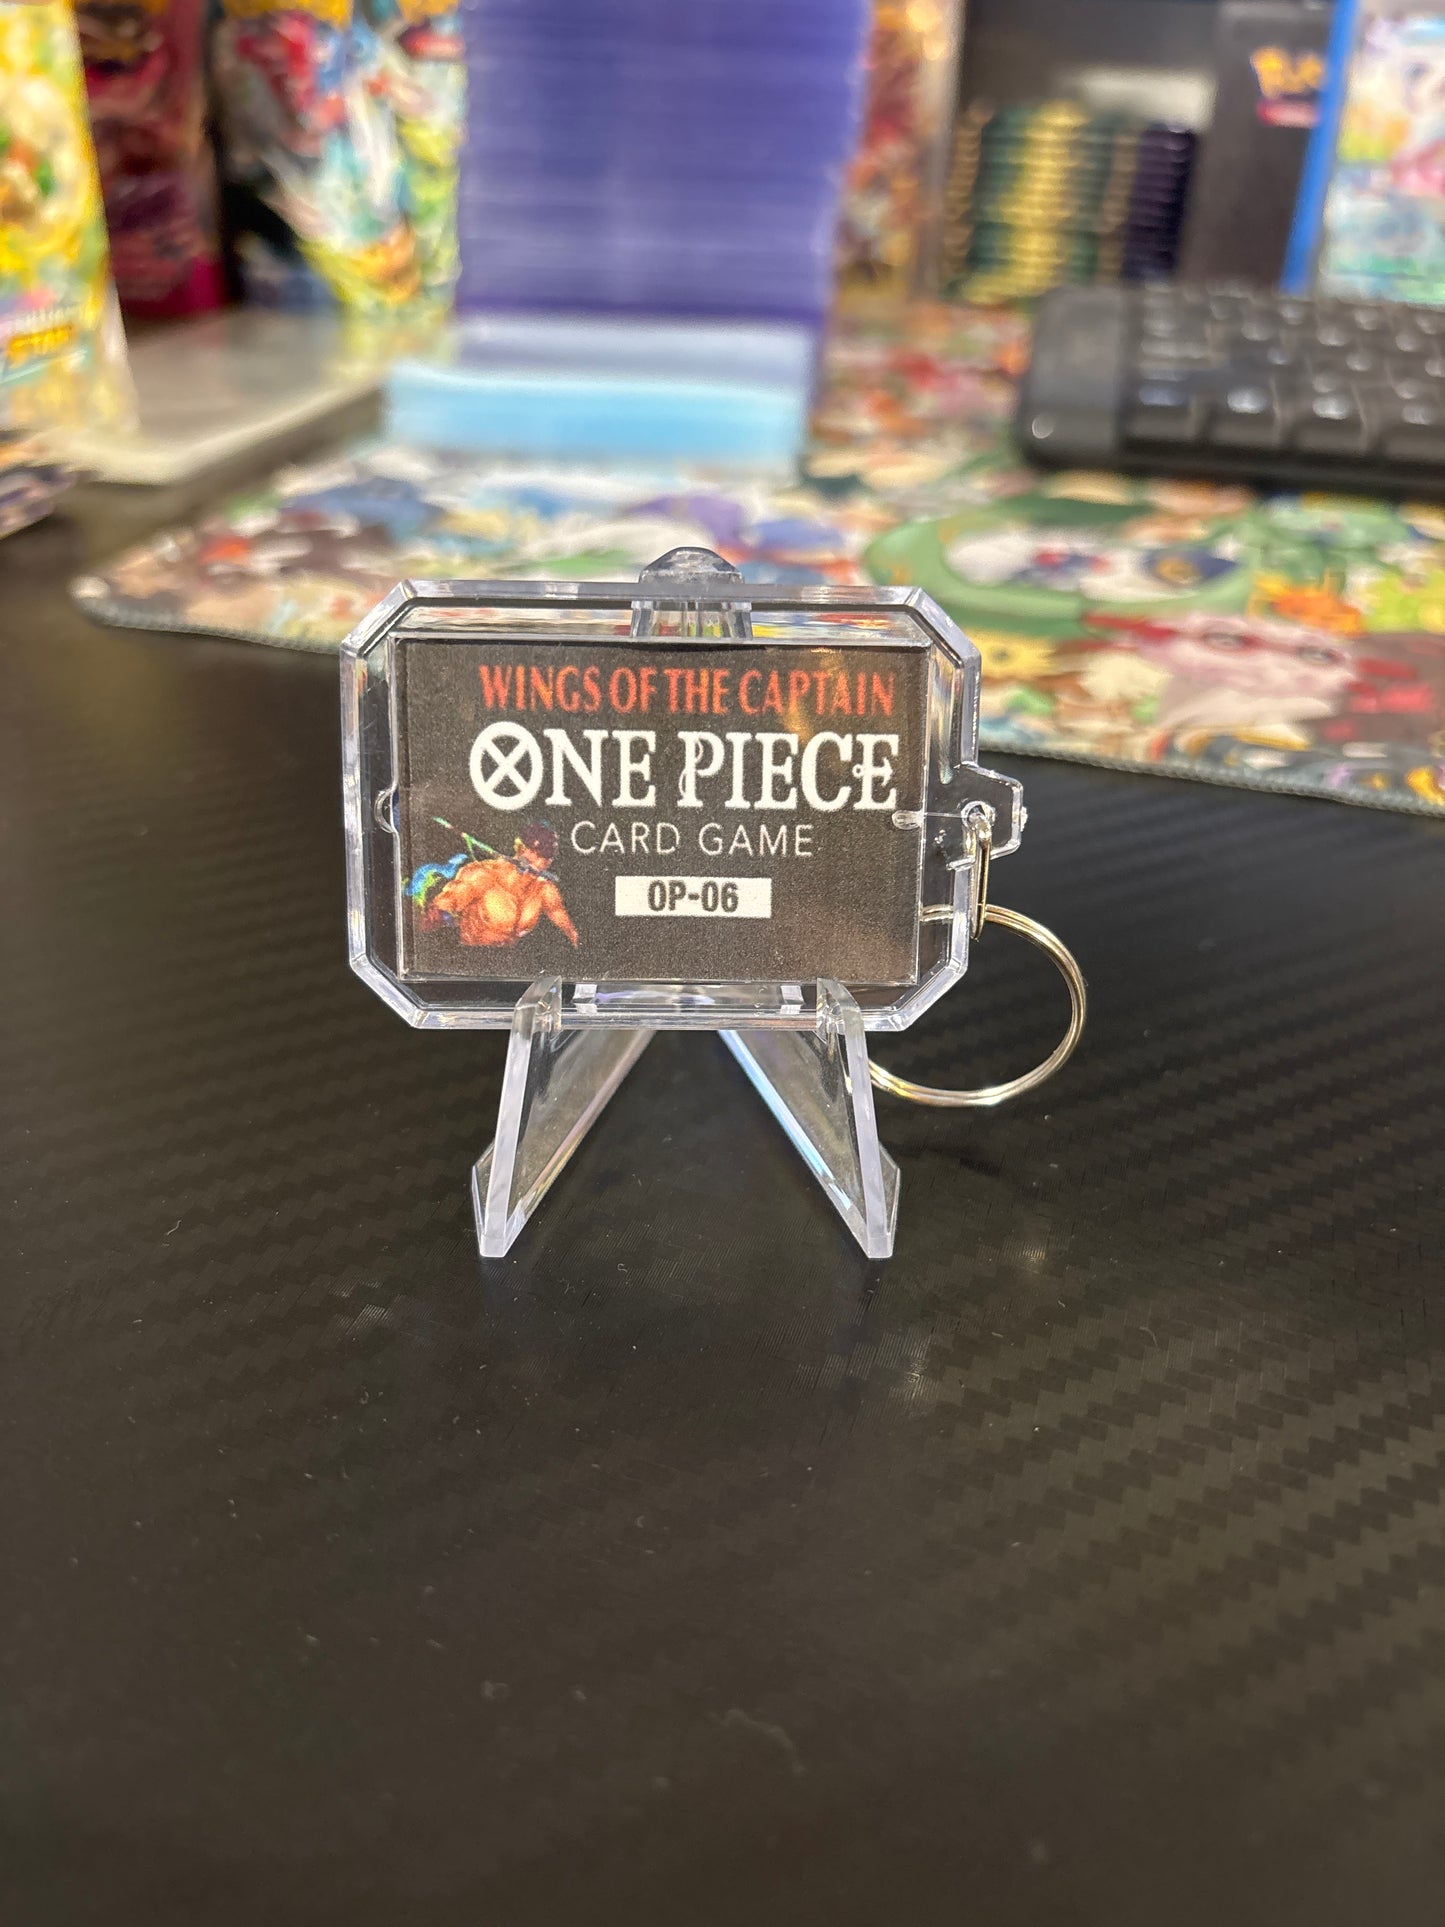 WINGS OF THE CAPTAIN
ONE PIECE
CARD GAME
OP-06